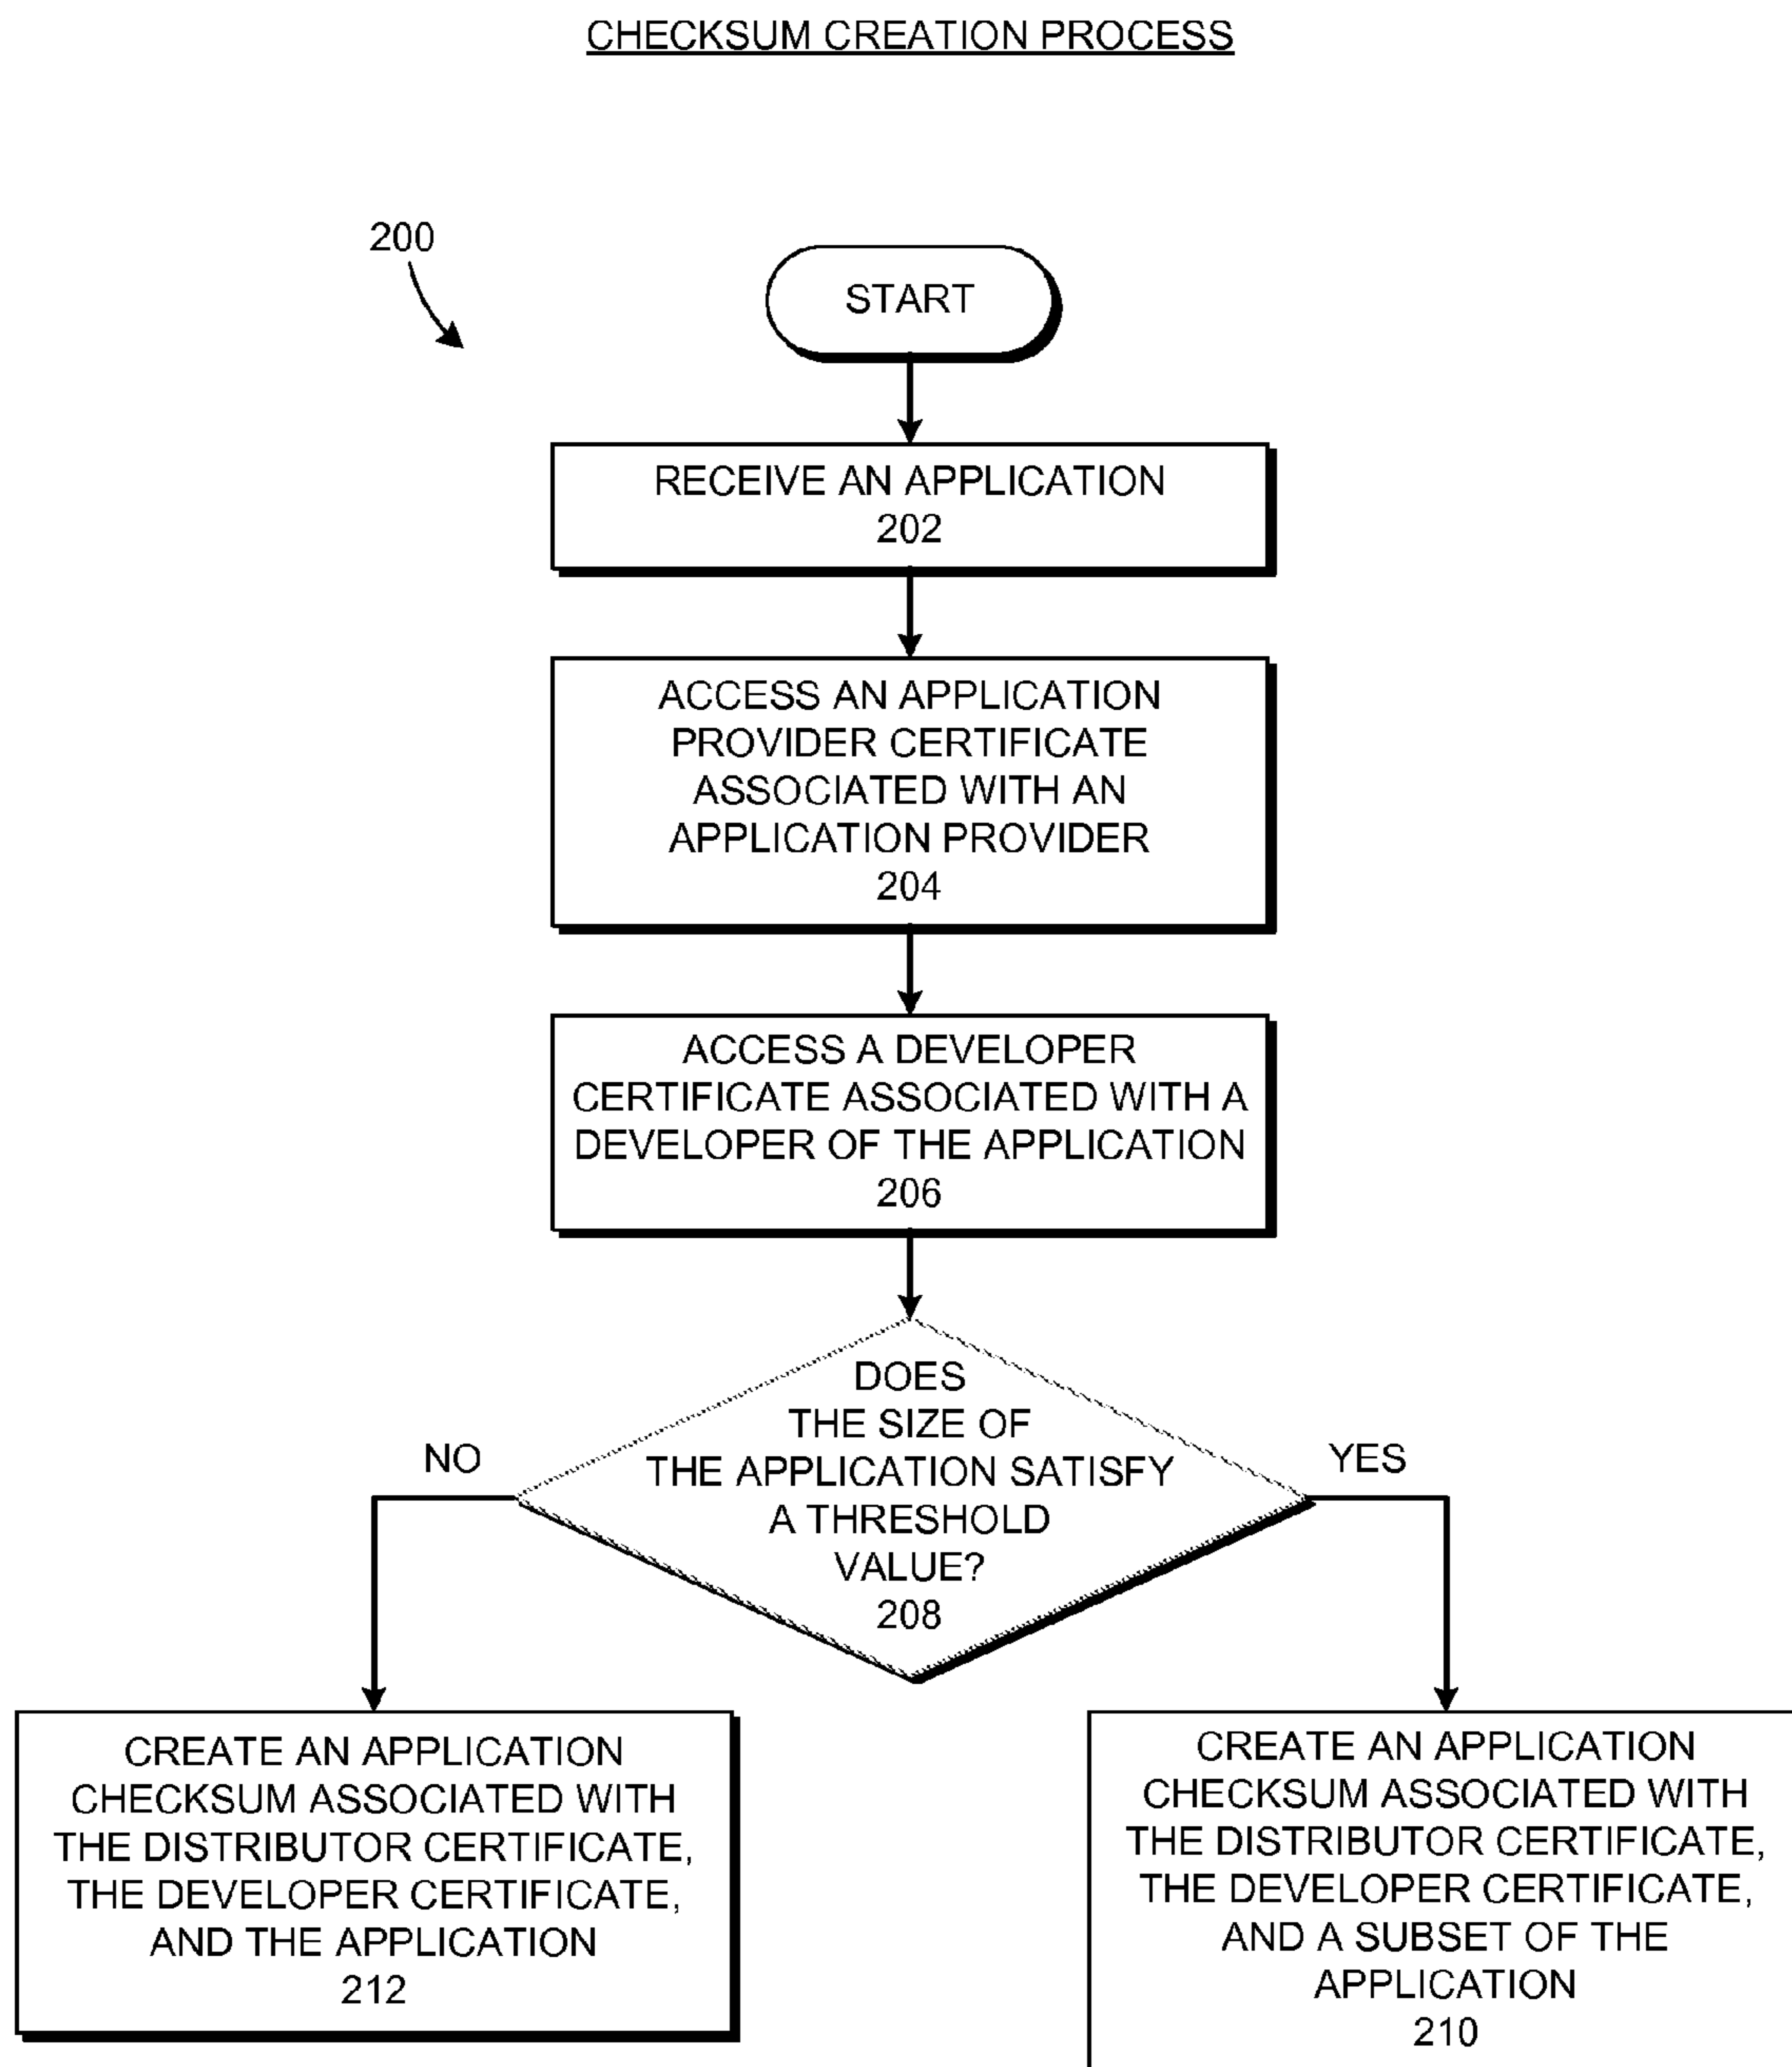 CHECKSUM CREATION PROCESS
200
START
RECEIVE AN APPLICATION
202
ACCESS AN APPLICATION
PROVIDER CERTIFICATE
ASSOCIATED WITH AN
APPLICATION PROVIDER
204
ACCESS A DEVELOPER
CERTIFICATE ASSOCIATED WITH A
DEVELOPER OF THE APPLICATION
206
DOES
THE SIZE OF
THE APPLICATION SATISFY
A THRESHOLD
VALUE?
208
NO
YES
CREATE AN APPLICATION
CHECKSUM ASSOCIATED WITH
THE DISTRIBUTOR CERTIFICATE,
THE DEVELOPER CERTIFICATE,
AND THE APPLICATION
212
CREATE AN APPLICATION
CHECKSUM ASSOCIATED WITH
THE DISTRIBUTOR CERTIFICATE,
THE DEVELOPER CERTIFICATE,
AND A SUBSET OF THE
APPLICATION
210